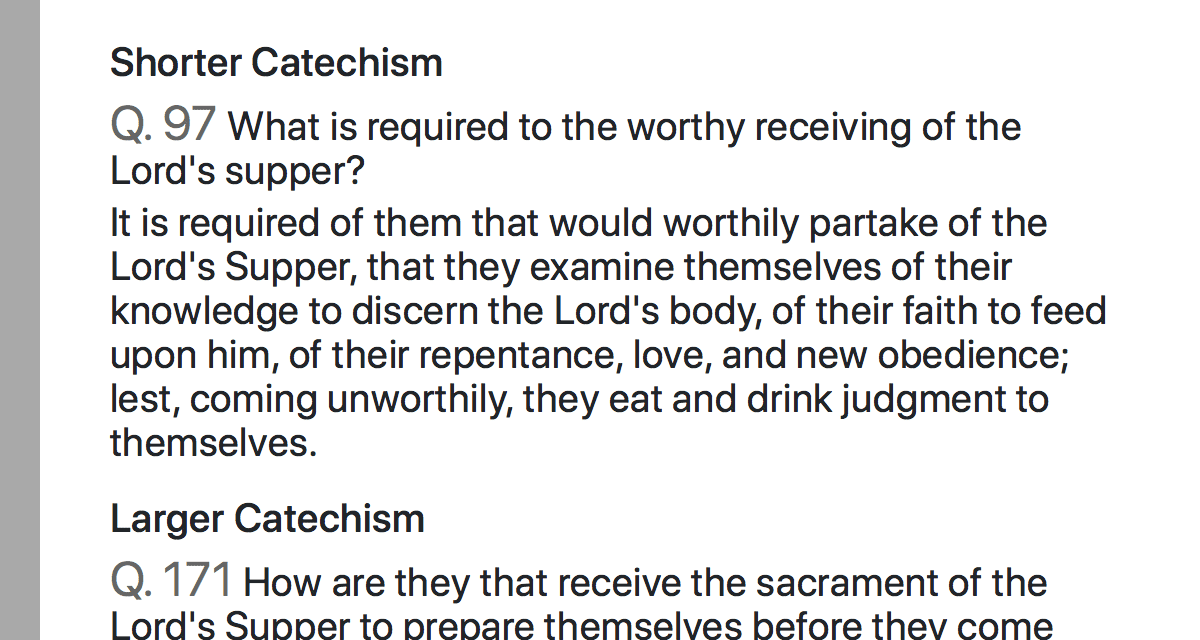 Shorter Catechism
Q. 97 What is required to the worthy receiving of the
Lord's supper?
It is required of them that would worthily partake of the
Lord's Supper, that they examine themselves of their
knowledge to discern the Lord's body, of their faith to feed
upon him, of their repentance, love, and new obedience;
lest, coming unworthily, they eat and drink judgment to
themselves.
Larger Catechism
Q. 171 How are they that receive the sacrament of the
Lord's Supper to prepare themselves before they come